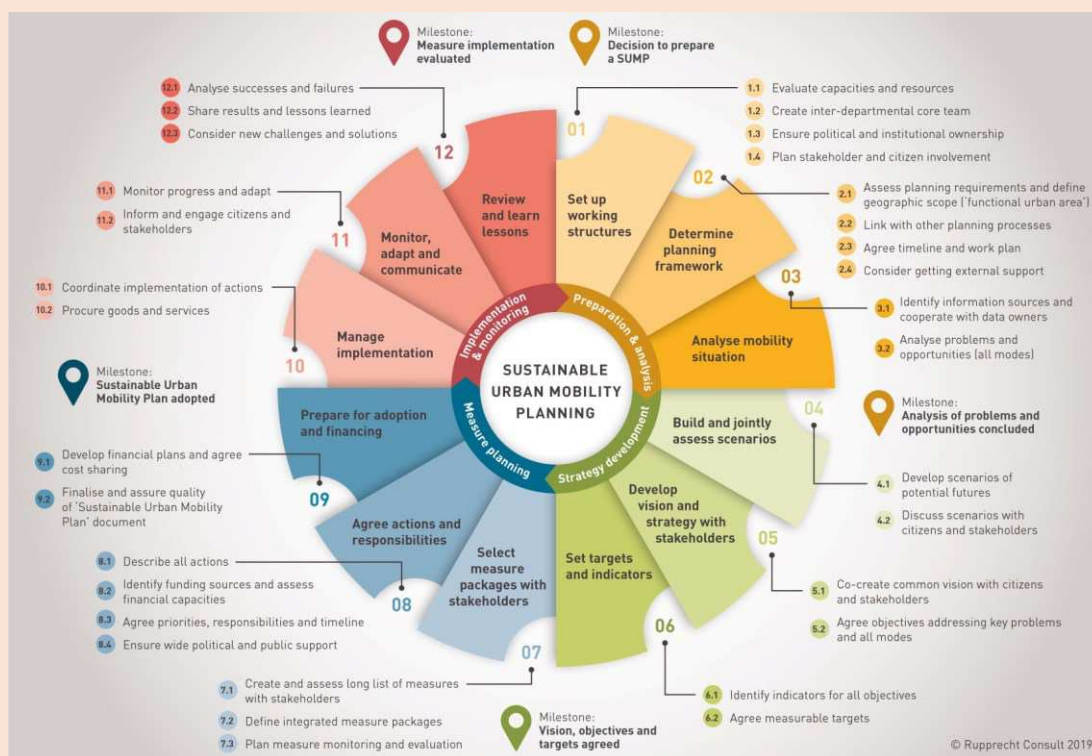 Milestone:
Measure implementation
evaluated
Milestone:
Decision to prepare
a SUMP
12.1 Analyse successes and failures
12.2 Share results and lessons learned
12.3 Consider new challenges and solutions
1.1 Evaluate capacities and resources
1.2 Create inter-departmental core team
1.3 Ensure political and institutional ownership
1.4 Plan stakeholder and citizen involvement
01
Set up
working
structures
02
Determine
planning
framework
2.1 Assess planning requirements and define
geographic scope (‘functional urban area’)
2.2 Link with other planning processes
2.3 Agree timeline and work plan
2.4 Consider getting external support
03
Analyse mobility
situation
3.1 Identify information sources and
cooperate with data owners
3.2 Analyse problems and
opportunities (all modes)
Milestone:
Analysis of problems and
opportunities concluded
04
Build and jointly
assess scenarios
4.1 Develop scenarios of
potential futures
4.2 Discuss scenarios with
citizens and stakeholders
05
Develop
vision and
strategy with
stakeholders
5.1 Co-create common vision with citizens
and stakeholders
5.2 Agree objectives addressing key problems
and all modes
06
Set targets
and indicators
6.1 Identify indicators for all objectives
6.2 Agree measurable targets
Milestone:
Vision, objectives and
targets agreed
07
Select
measure
packages with
stakeholders
7.1 Create and assess long list of measures
with stakeholders
7.2 Define integrated measure packages
7.3 Plan measure monitoring and evaluation
08
Agree actions and
responsibilities
8.1 Describe all actions
8.2 Identify funding sources and assess
financial capacities
8.3 Agree priorities, responsibilities and timeline
8.4 Ensure wide political and public support
09
Prepare for adoption
and financing
9.1 Develop financial plans and agree
cost sharing
9.2 Finalise and assure quality
of ‘Sustainable Urban Mobility
Plan’ document
Milestone:
Sustainable Urban
Mobility Plan adopted
10
Manage
implementation
10.1 Coordinate implementation of actions
10.2 Procure goods and services
11
Monitor,
adapt and
communicate
11.1 Monitor progress and adapt
11.2 Inform and engage citizens and
stakeholders
12
Review
and learn
lessons
Preparation & analysis
Strategy development
Measure planning
Implementation
& monitoring
SUSTAINABLE
URBAN MOBILITY
PLANNING
© Rupprecht Consult 2019